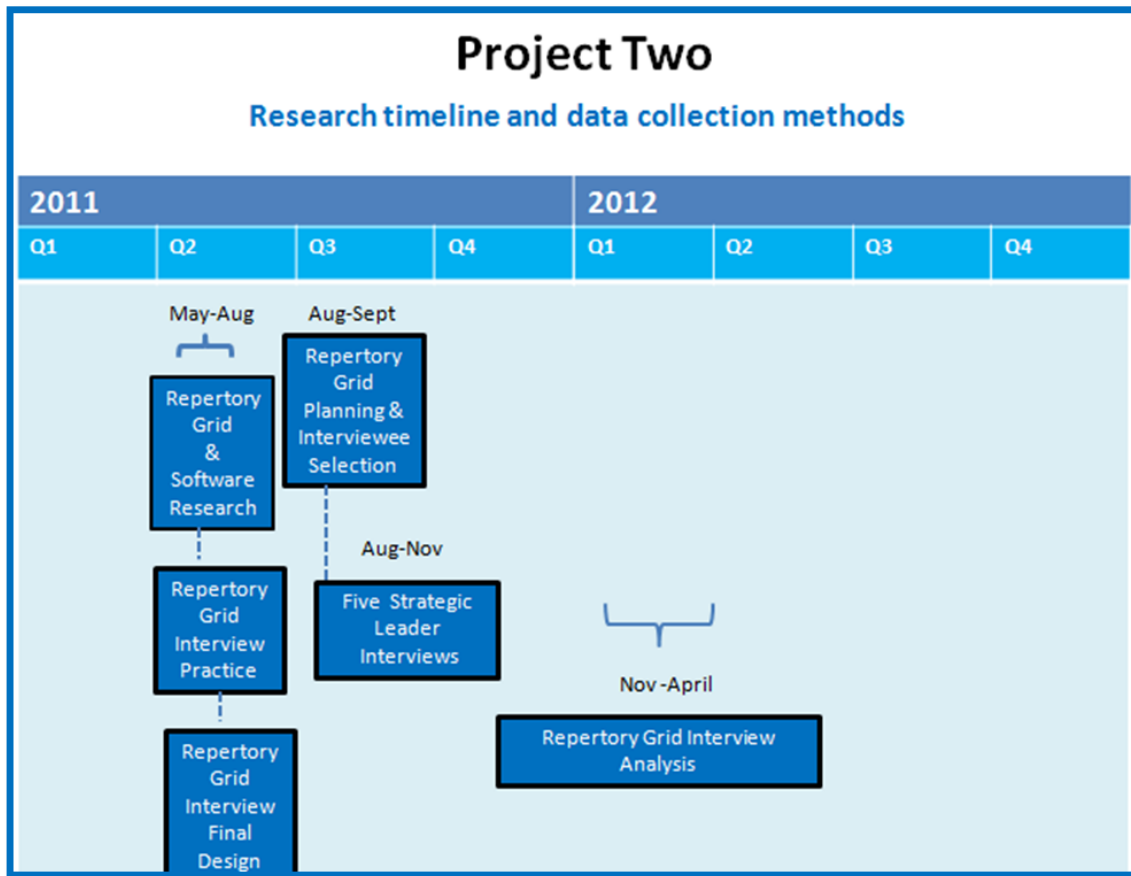 Project Two
Research timeline and data collection methods
2011
2012
Q1
Q2
Q3
Q4
Q1
Q2
Q3
Q4
May-Aug
Repertory
Grid
&
Software
Research
Repertory
Grid
Interview
Practice
Repertory
Grid
Interview
Final
Design
Aug-Sept
Repertory
Grid
Planning &
Interviewee
Selection
Aug-Nov
Five Strategic
Leader
Interviews
Nov -April
Repertory Grid Interview
Analysis